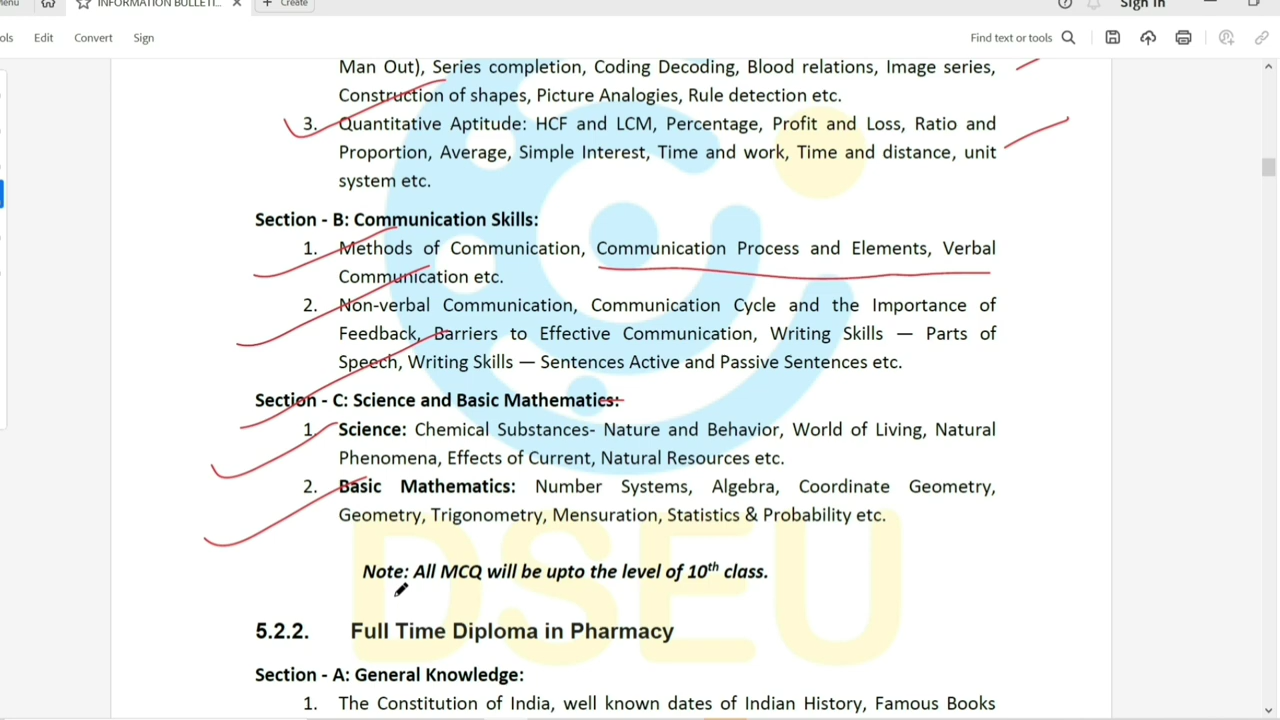 Menu
INFORMATION BULLETI...
+ Create
Sign in
ols Edit Convert Sign
Find text or tools
Man Out), Series completion, Coding Decoding, Blood relations, Image series,
Construction of shapes, Picture Analogies, Rule detection etc.
3. Quantitative Aptitude: HCF and LCM, Percentage, Profit and Loss, Ratio and
Proportion, Average, Simple Interest, Time and work, Time and distance, unit
system etc.
Section - B: Communication Skills:
1. Methods of Communication, Communication Process and Elements, Verbal
Communication etc.
2. Non-verbal Communication, Communication Cycle and the Importance of
Feedback, Barriers to Effective Communication, Writing Skills — Parts of
Speech, Writing Skills — Sentences Active and Passive Sentences etc.
Section - C: Science and Basic Mathematics:
1. Science: Chemical Substances- Nature and Behavior, World of Living, Natural
Phenomena, Effects of Current, Natural Resources etc.
2. Basic Mathematics: Number Systems, Algebra, Coordinate Geometry,
Geometry, Trigonometry, Mensuration, Statistics & Probability etc.
DSEU
Note: All MCQ will be upto the level of 10th class.
5.2.2. Full Time Diploma in Pharmacy
Section - A: General Knowledge:
1. The Constitution of India, well known dates of Indian History, Famous Books